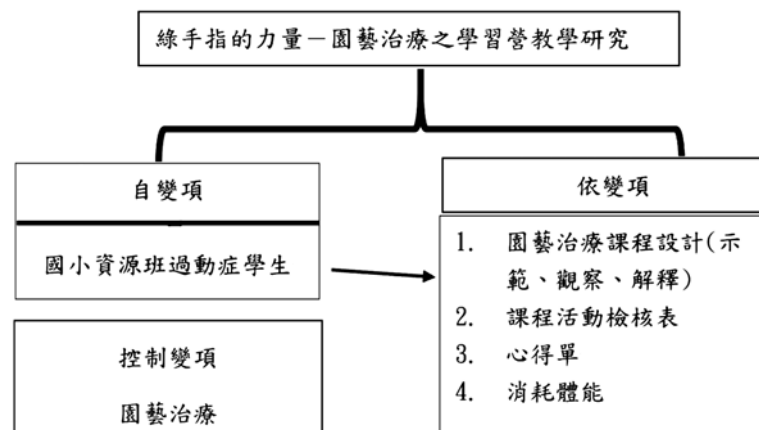 綠手指的力量－園藝治療之學習營教學研究
自變項
國小資源班過動症學生
控制變項
園藝治療
依變項
1. 園藝治療課程設計(示
範、觀察、解釋)
2. 課程活動檢核表
3. 心得單
4. 消耗體能